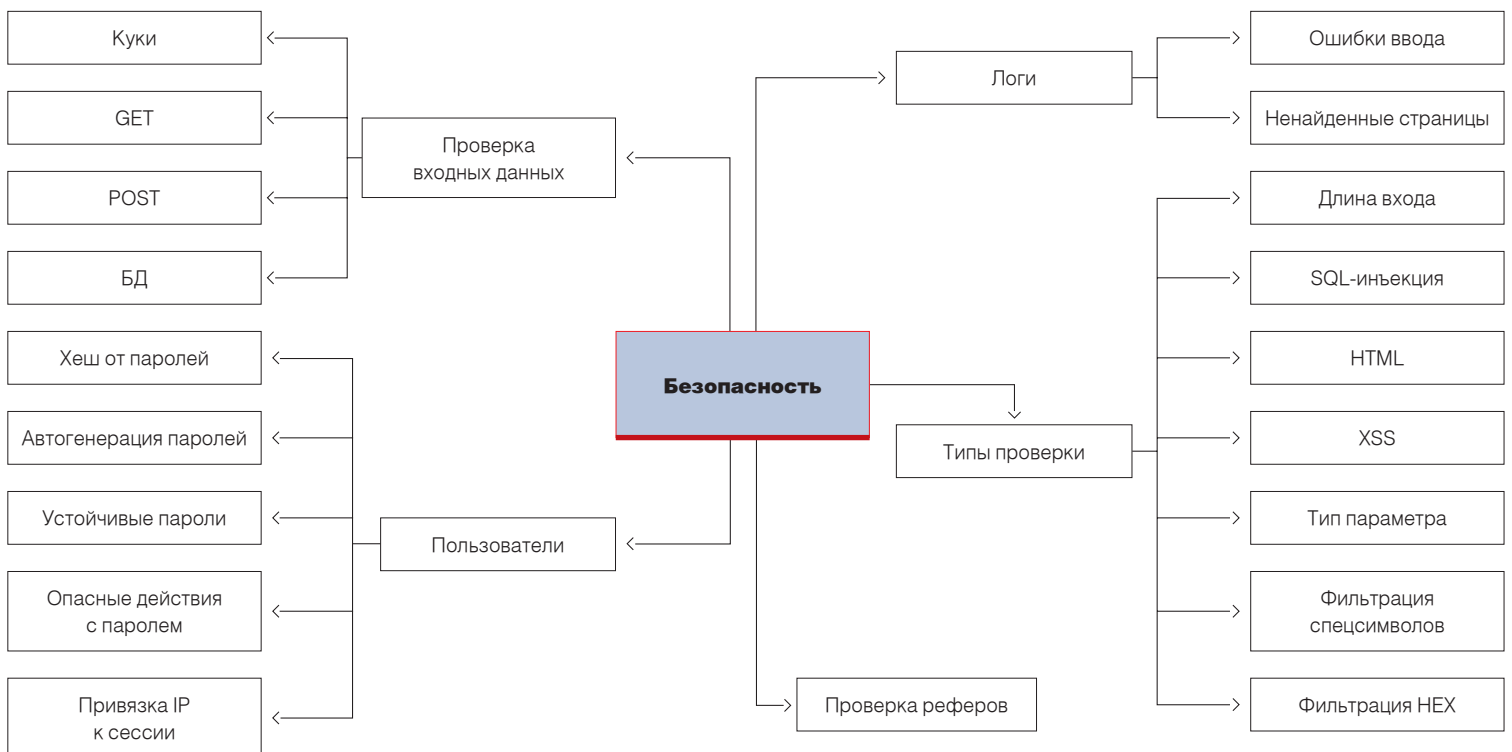 Куки
GET
POST
БД
Проверка
входных данных
Хеш от паролей
Автогенерация паролей
Устойчивые пароли
Опасные действия
с паролем
Привязка IP
к сессии
Пользователи
Безопасность
Логи
Ошибки ввода
Ненайденные страницы
Типы проверки
Длина входа
SQL-инъекция
HTML
XSS
Тип параметра
Фильтрация
спецсимволов
Фильтрация HEX
Проверка рефереров